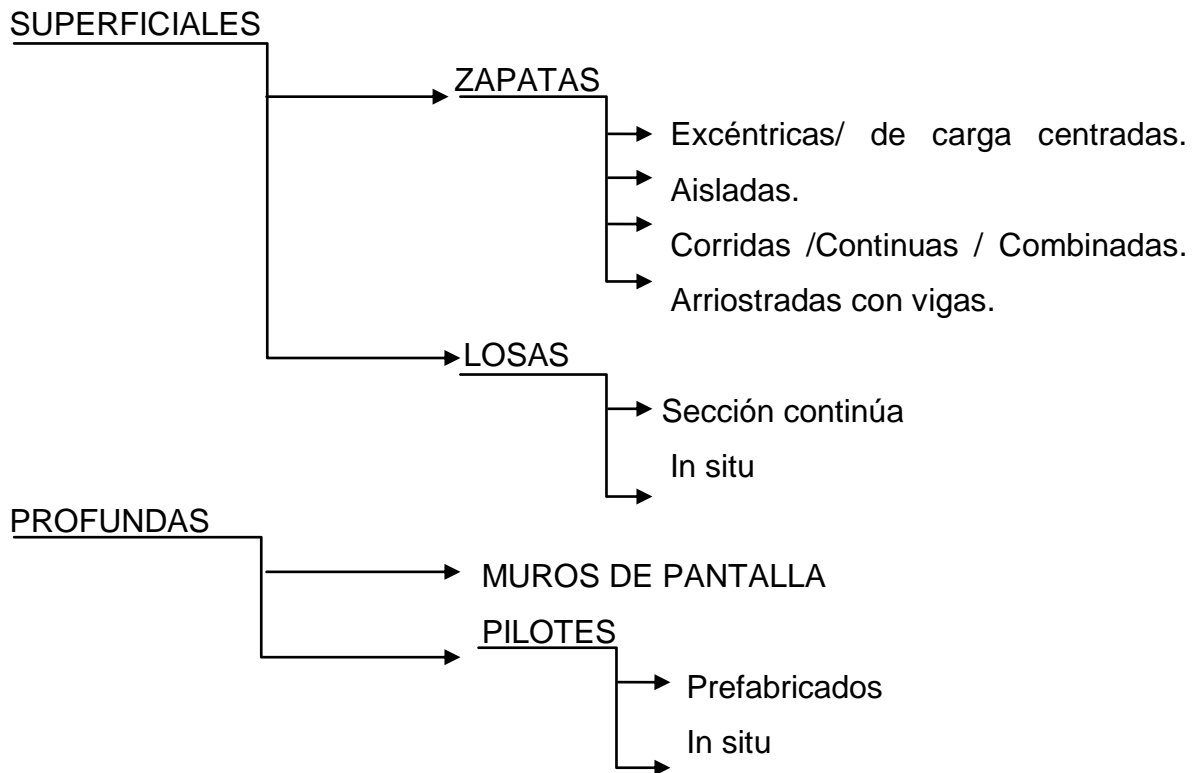 SUPERFICIALES
ZAPATAS
Excéntricas/ de carga centradas.
Aisladas.
Corridas /Continuas / Combinadas.
Arriostradas con vigas.
LOSAS
Sección continúa
In situ
PROFUNDAS
MUROS DE PANTALLA
PILOTES
Prefabricados
In situ